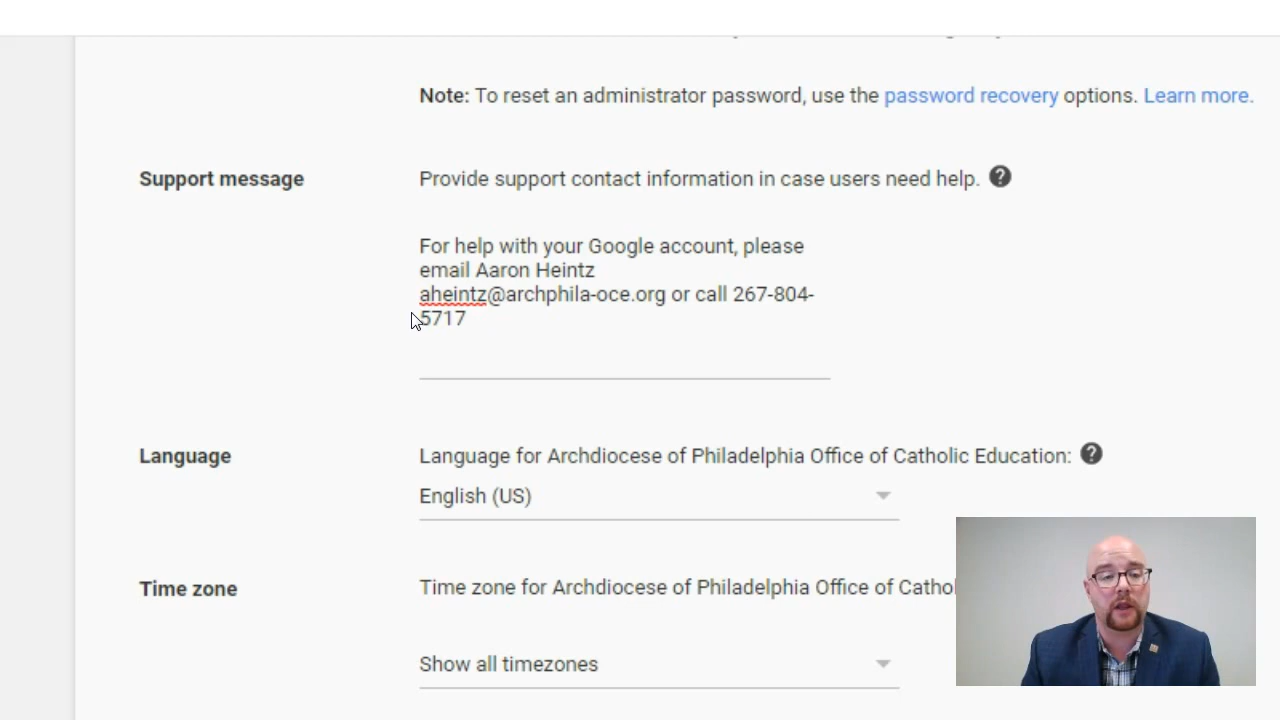 Note: To reset an administrator password, use the password recovery options. Learn more.
Support message
Provide support contact information in case users need help.
For help with your Google account, please
email Aaron Heintz
aheintz@archphila-oce.org or call 267-804-
5717
Language
Language for Archdiocese of Philadelphia Office of Catholic Education:
English (US)
Time zone
Time zone for Archdiocese of Philadelphia Office of Cathol
Show all timezones